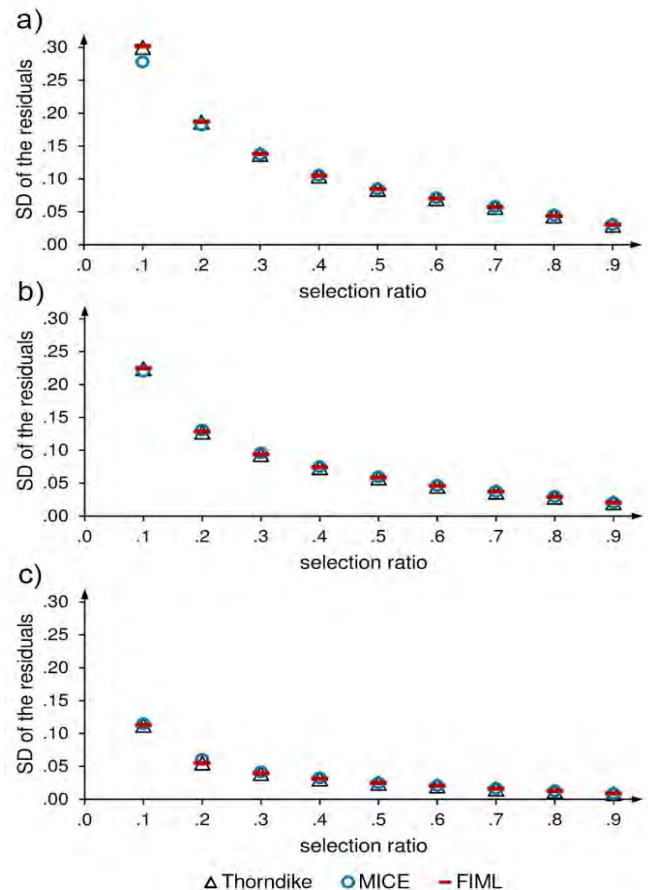 a)
SD of the residuals
.30
.25
.20
.15
.10
.05
.00
.0 .1 .2 .3 .4 .5 .6 .7 .8 .9
selection ratio
b)
SD of the residuals
.30
.25
.20
.15
.10
.05
.00
.0 .1 .2 .3 .4 .5 .6 .7 .8 .9
selection ratio
c)
SD of the residuals
.30
.25
.20
.15
.10
.05
.00
.0 .1 .2 .3 .4 .5 .6 .7 .8 .9
selection ratio
Thorndike MICE FIML